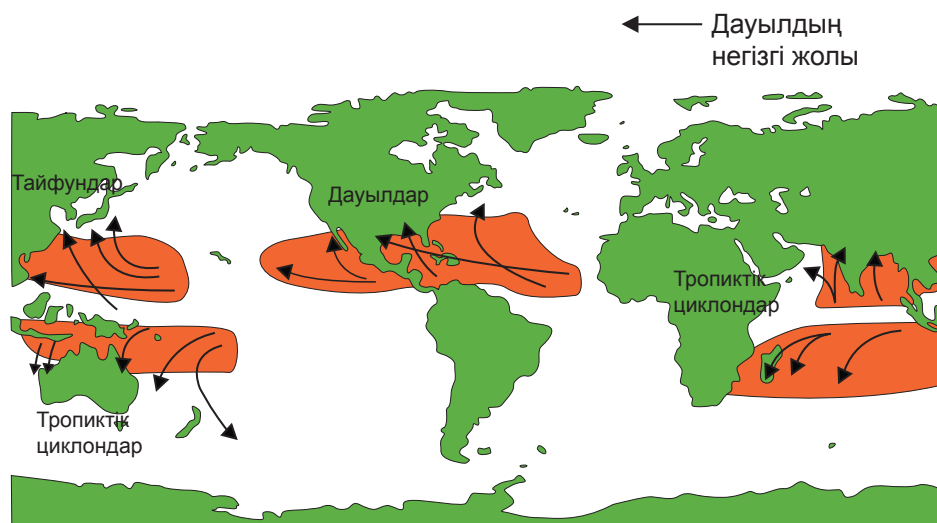 Дауылдың
негізгі жолы
Тайфундар
Дауылдар
Тропиктік
циклондар
Тропиктік
циклондар